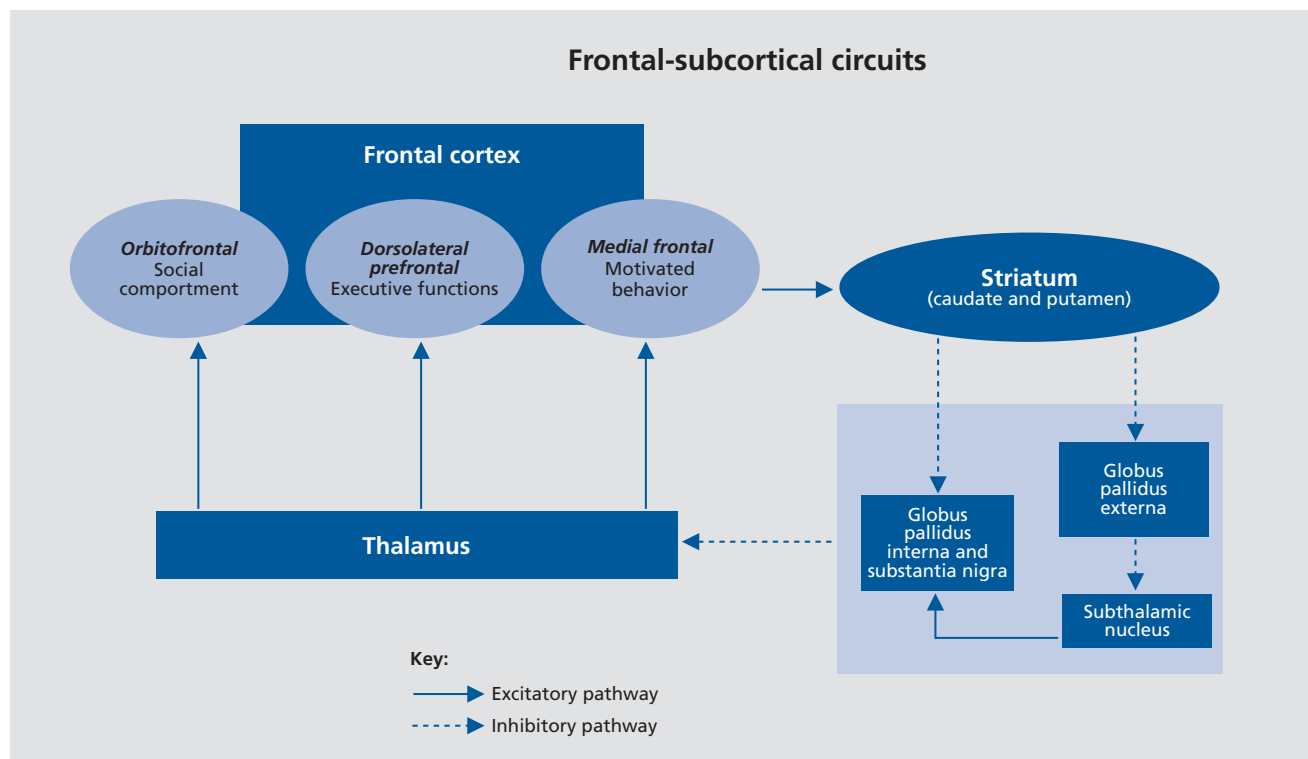 Frontal-subcortical circuits
Frontal cortex
Orbitofrontal
Social
comportment
Dorsolateral
prefrontal
Executive functions
Medial frontal
Motivated
behavior
Striatum
(caudate and putamen)
Globus
pallidus
externa
Globus
pallidus
interna and
substantia nigra
Thalamus
Subthalamic
nucleus
Key:
Excitatory pathway
Inhibitory pathway